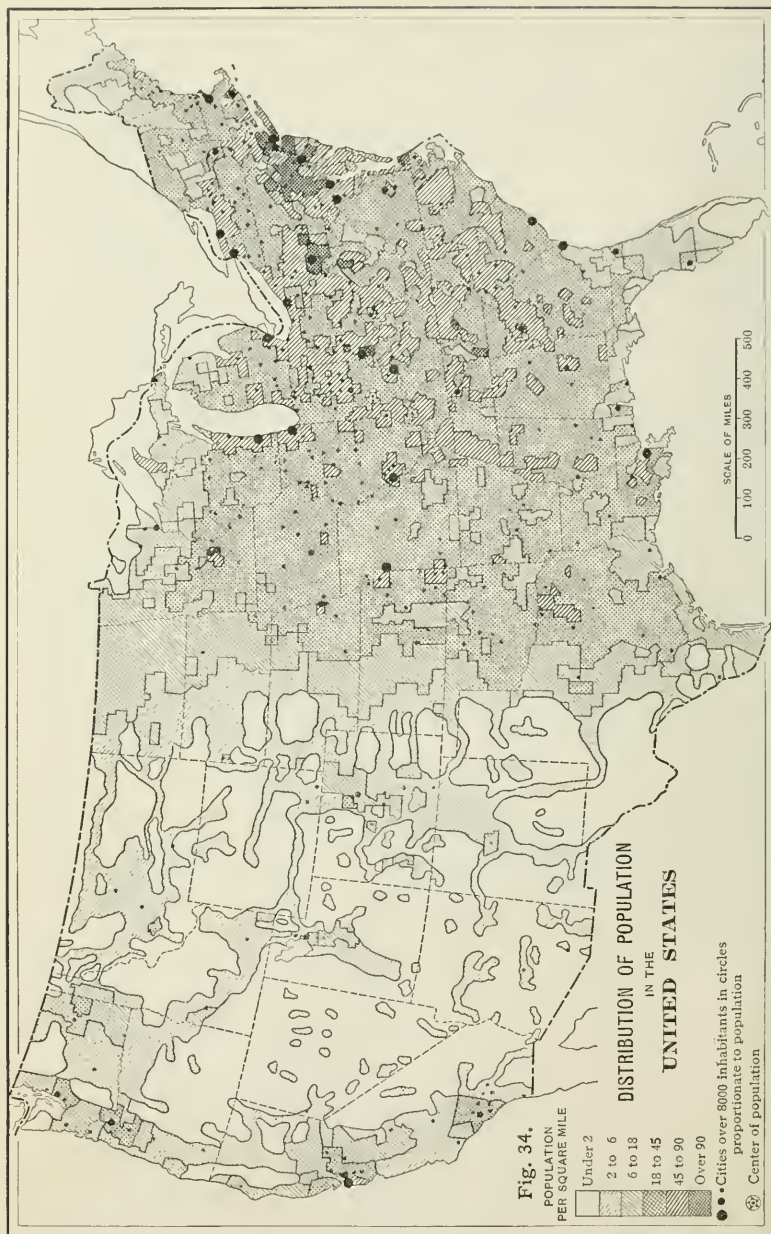 Fig. 34.
POPULATION
PER SQUARE MILE
Under 2
2 to 6
6 to 18
18 to 45
45 to 90
Over 90
Cities over 8000 inhabitants in circles
proportionate to population
Center of population
DISTRIBUTION OF POPULATION
IN THE
UNITED STATES
SCALE OF MILES
0 100 200 300 400 500